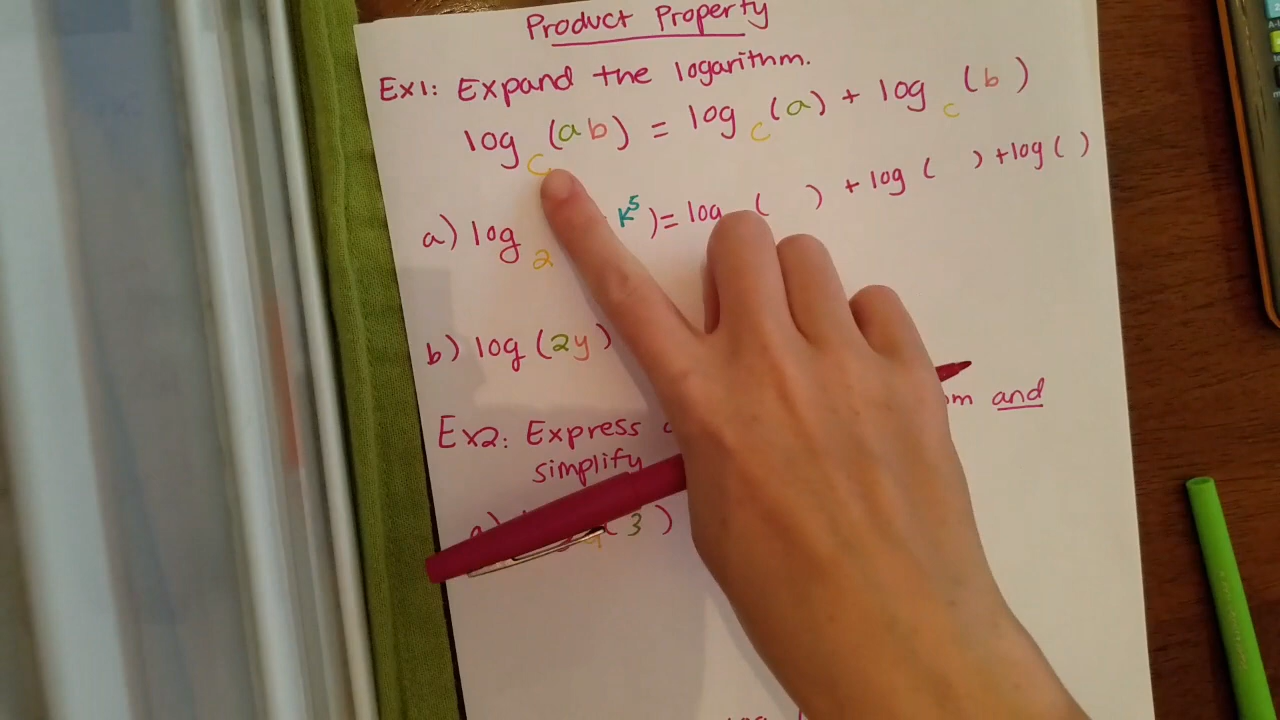 Product Property
Ex1: Expand the logarithm.
log c (ab) = log c (a) + log c (b)
a) log 2 K⁵) = log ( ) + log ( ) + log ( )
b) log (2y)
Ex2: Express and
simplify
a) (3)